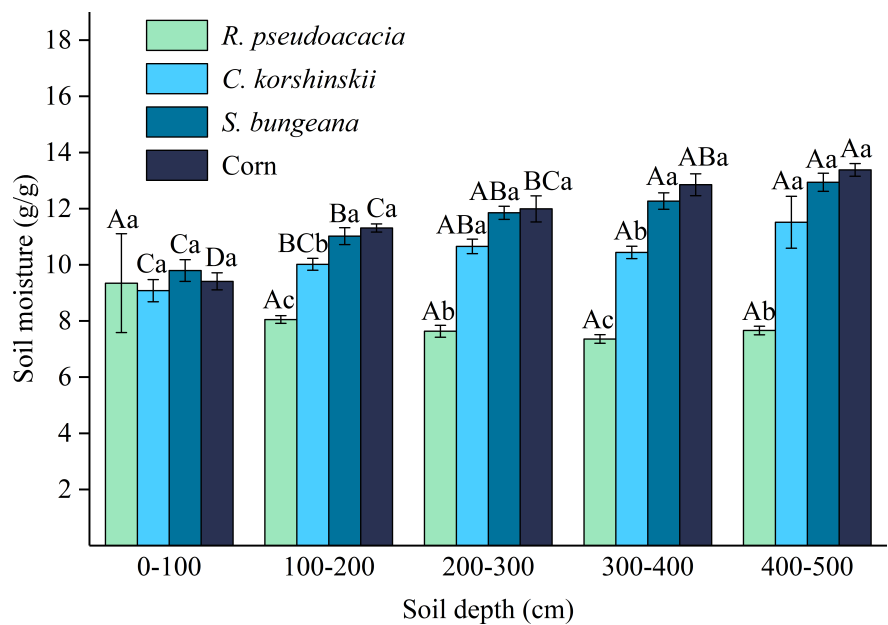 18
16
14
12
10
8
6
4
2
Soil moisture (g/g)
R. pseudoacacia
C. korshinskii
S. bungeana
Corn
Aa Ca Ca Da
Ac BCb Ba Ca
Ab ABa ABa BCa
Ac Ab Aa ABa
Ab Aa Aa Aa
0-100 100-200 200-300 300-400 400-500
Soil depth (cm)